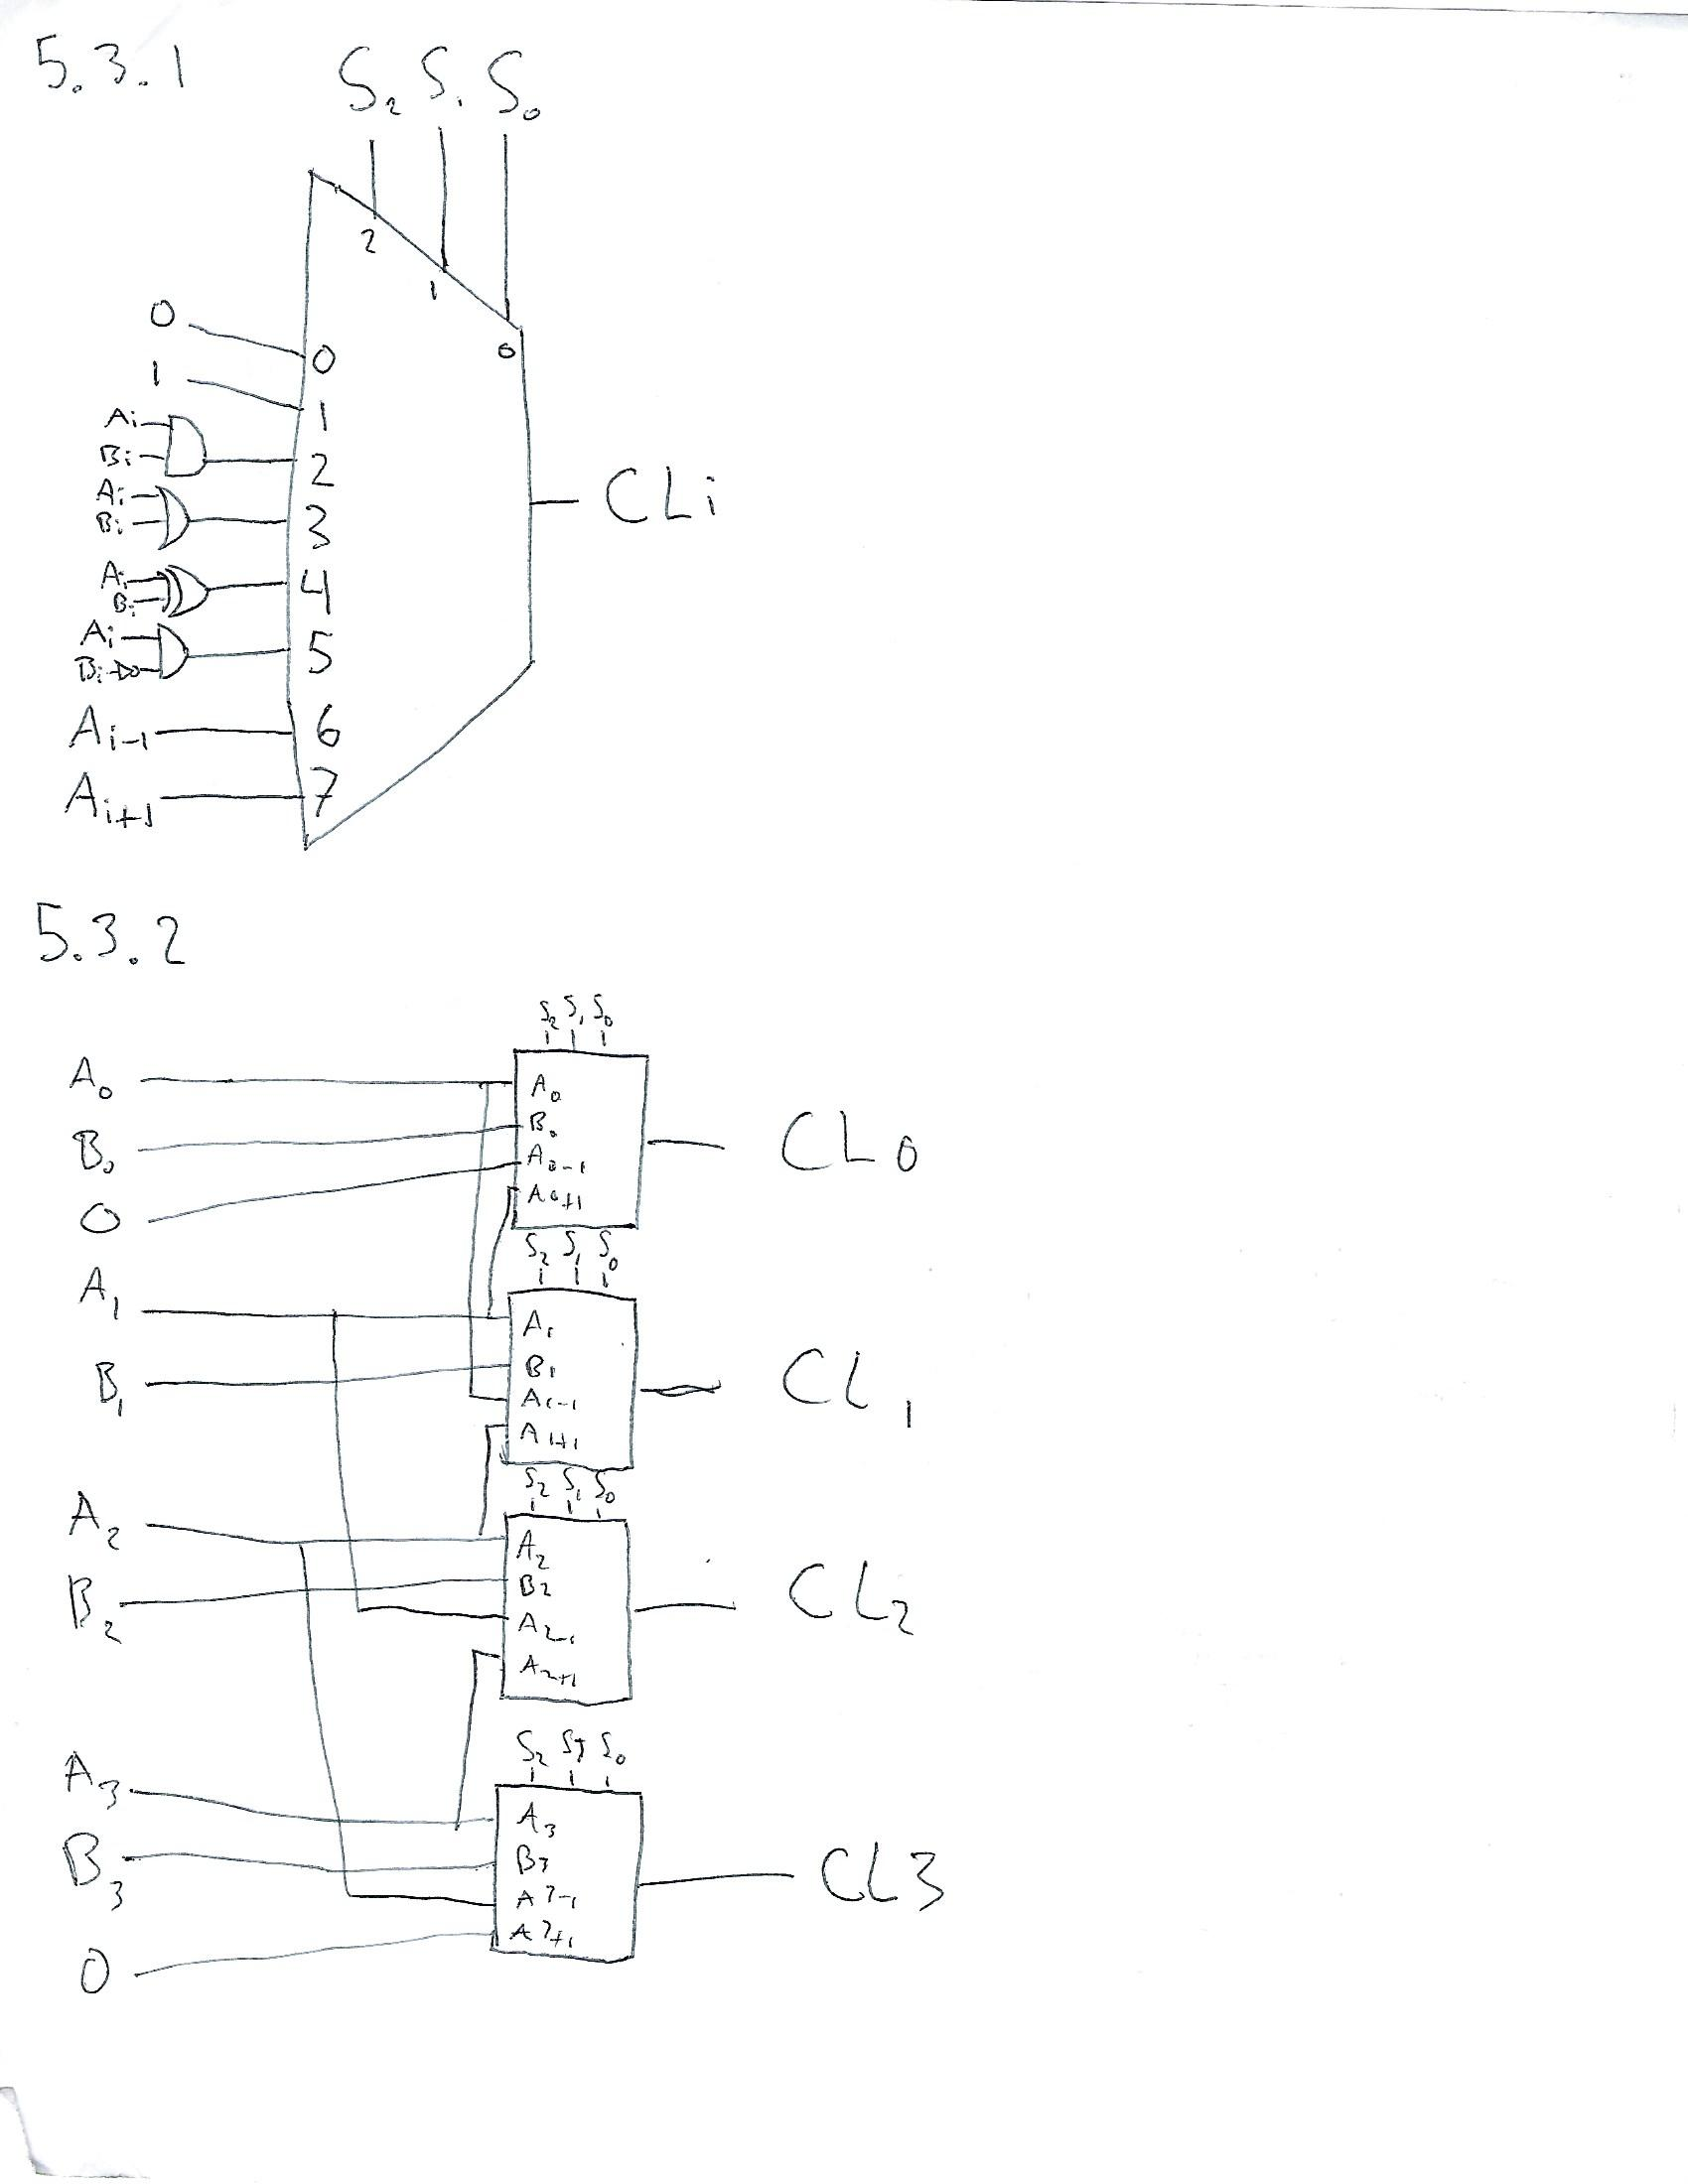 5.3.1
S₂ S₁ S₀
2
1
0
0
0
1
1
Ai
Bi
2
Ai
Bi
3
CLi
Ai
Bi
4
Ai
Bi
5
Ai-1
6
Ai+1
7
5.3.2
S₂ S₁ S₀
A₀
A₀
B₀
B₀
A₀-1
0
A₀+1
CL₀
S₂ S₁ S₀
A₁
A₁
B₁
B₁
A₁-1
A₁+1
CL₁
S₂ S₁ S₀
A₂
A₂
B₂
B₂
A₂-1
A₂+1
CL₂
S₂ S₁ S₀
A₃
A₃
B₃
B₃
A3-1
A3+1
0
CL3